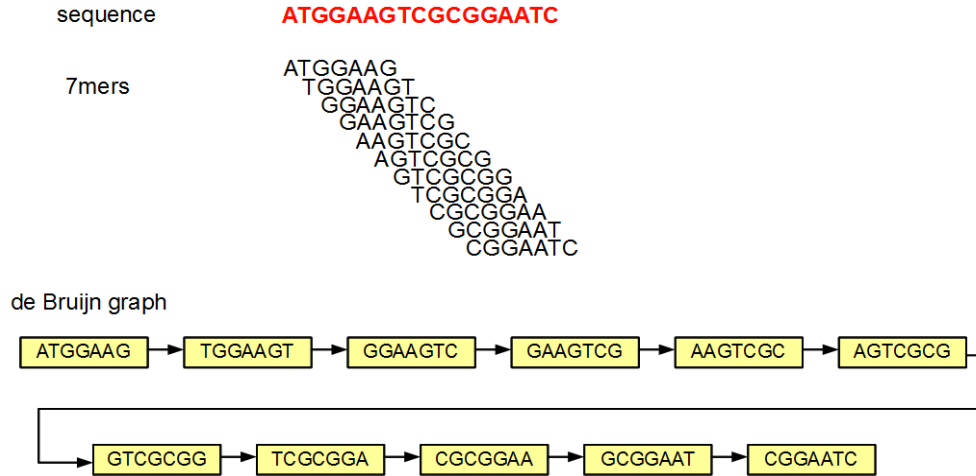 sequence ATGGAAGTCGCGGAATC
7mers
ATGGAAG
TGGAAGT
GGAAGTC
GAAGTCG
AAGTCGC
AGTCGCG
GTCGCGG
TCGCGGA
CGCGGAA
GCGGAAT
CGGAATC
de Bruijn graph
ATGGAAG TGGAAGT GGAAGTC GAAGTCG AAGTCGC AGTCGCG
GTCGCGG TCGCGGA CGCGGAA GCGGAAT CGGAATC